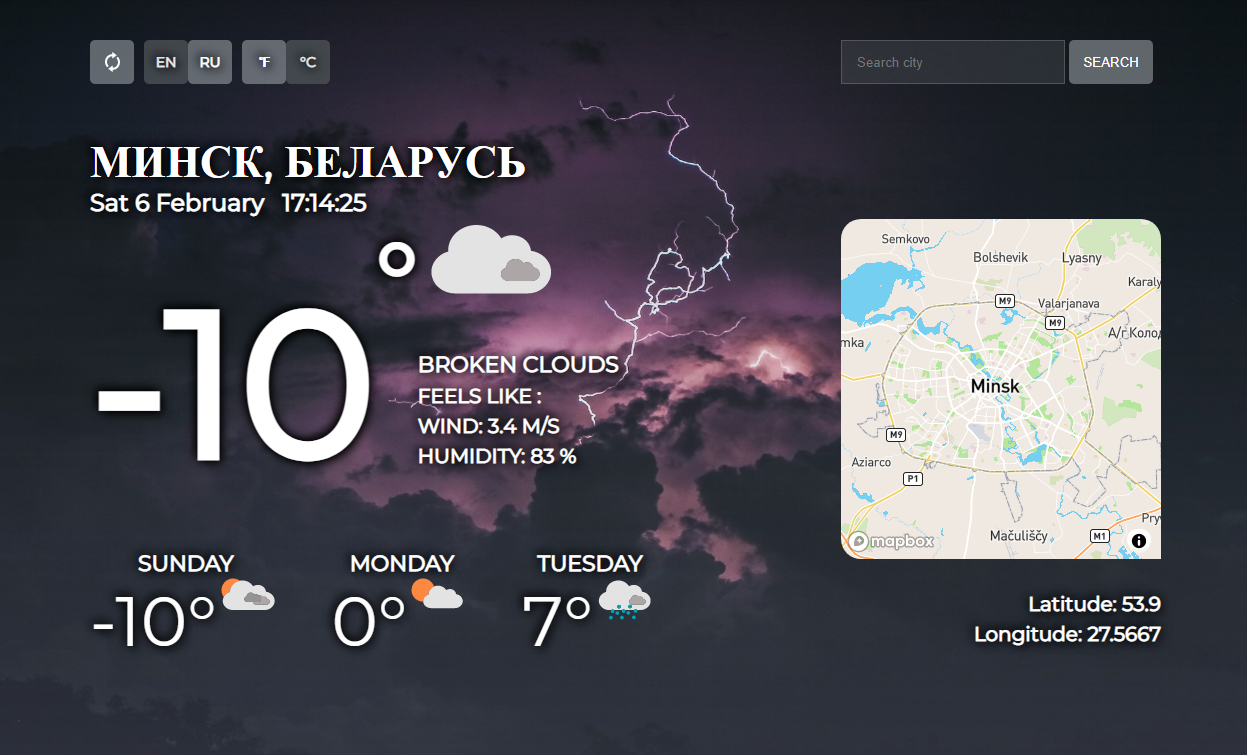 EN RU °F °C
Search city SEARCH
МИНСК, БЕЛАРУСЬ
Sat 6 February 17:14:25
-10°
BROKEN CLOUDS
FEELS LIKE :
WIND: 3.4 M/S
HUMIDITY: 83 %
SUNDAY
-10°
MONDAY
0°
TUESDAY
7°
Semkovo
Bolshevik
Lyasny
Karaly
M9
Valarjanava
M9
А/г Колод
mka
Minsk
M9
Aziarco
P1
Pry
Mačuliščy
M1
mapbox
Latitude: 53.9
Longitude: 27.5667